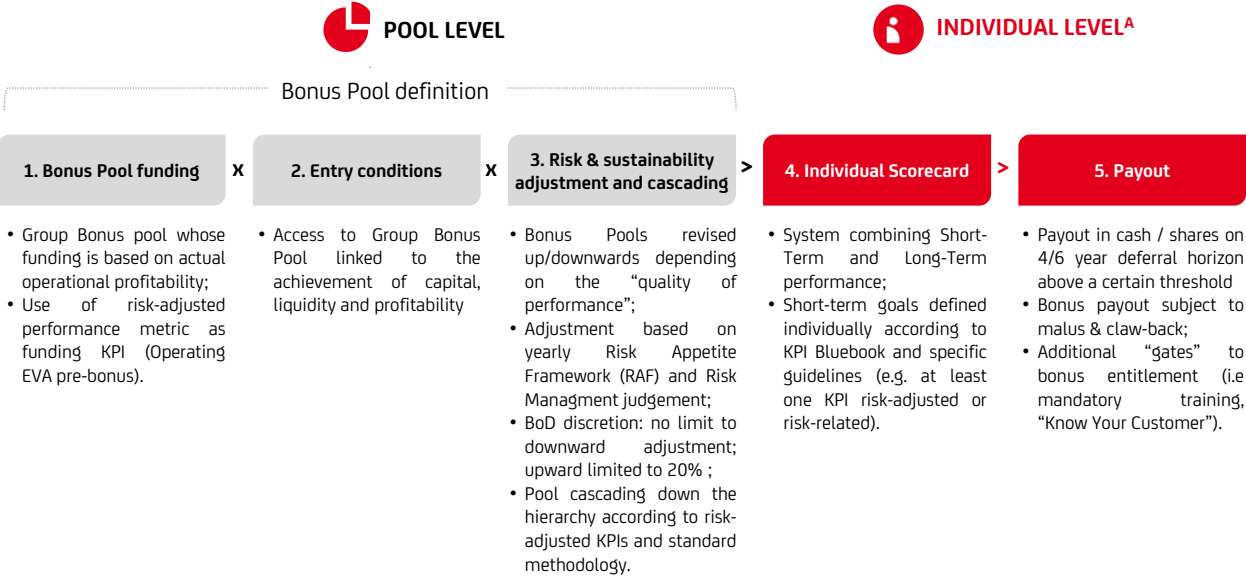 POOL LEVEL
INDIVIDUAL LEVELᴬ
Bonus Pool definition
1. Bonus Pool funding
x
2. Entry conditions
x
3. Risk & sustainability
adjustment and cascading
>
4. Individual Scorecard
>
5. Payout
• Group Bonus pool whose
funding is based on actual
operational profitability;
• Use of risk-adjusted
performance metric as
funding KPI (Operating
EVA pre-bonus).
• Access to Group Bonus
Pool linked to the
achievement of capital,
liquidity and profitability
• Bonus Pools revised
up/downwards depending
on the “quality of
performance”;
• Adjustment based on
yearly Risk Appetite
Framework (RAF) and Risk
Managment judgement;
• BoD discretion: no limit to
downward adjustment;
upward limited to 20% ;
• Pool cascading down the
hierarchy according to risk-
adjusted KPIs and standard
methodology.
• System combining Short-
Term and Long-Term
performance;
• Short-term goals defined
individually according to
KPI Bluebook and specific
guidelines (e.g. at least
one KPI risk-adjusted or
risk-related).
• Payout in cash / shares on
4/6 year deferral horizon
above a certain threshold
• Bonus payout subject to
malus & claw-back;
• Additional “gates” to
bonus entitlement (i.e
mandatory training,
“Know Your Customer”).